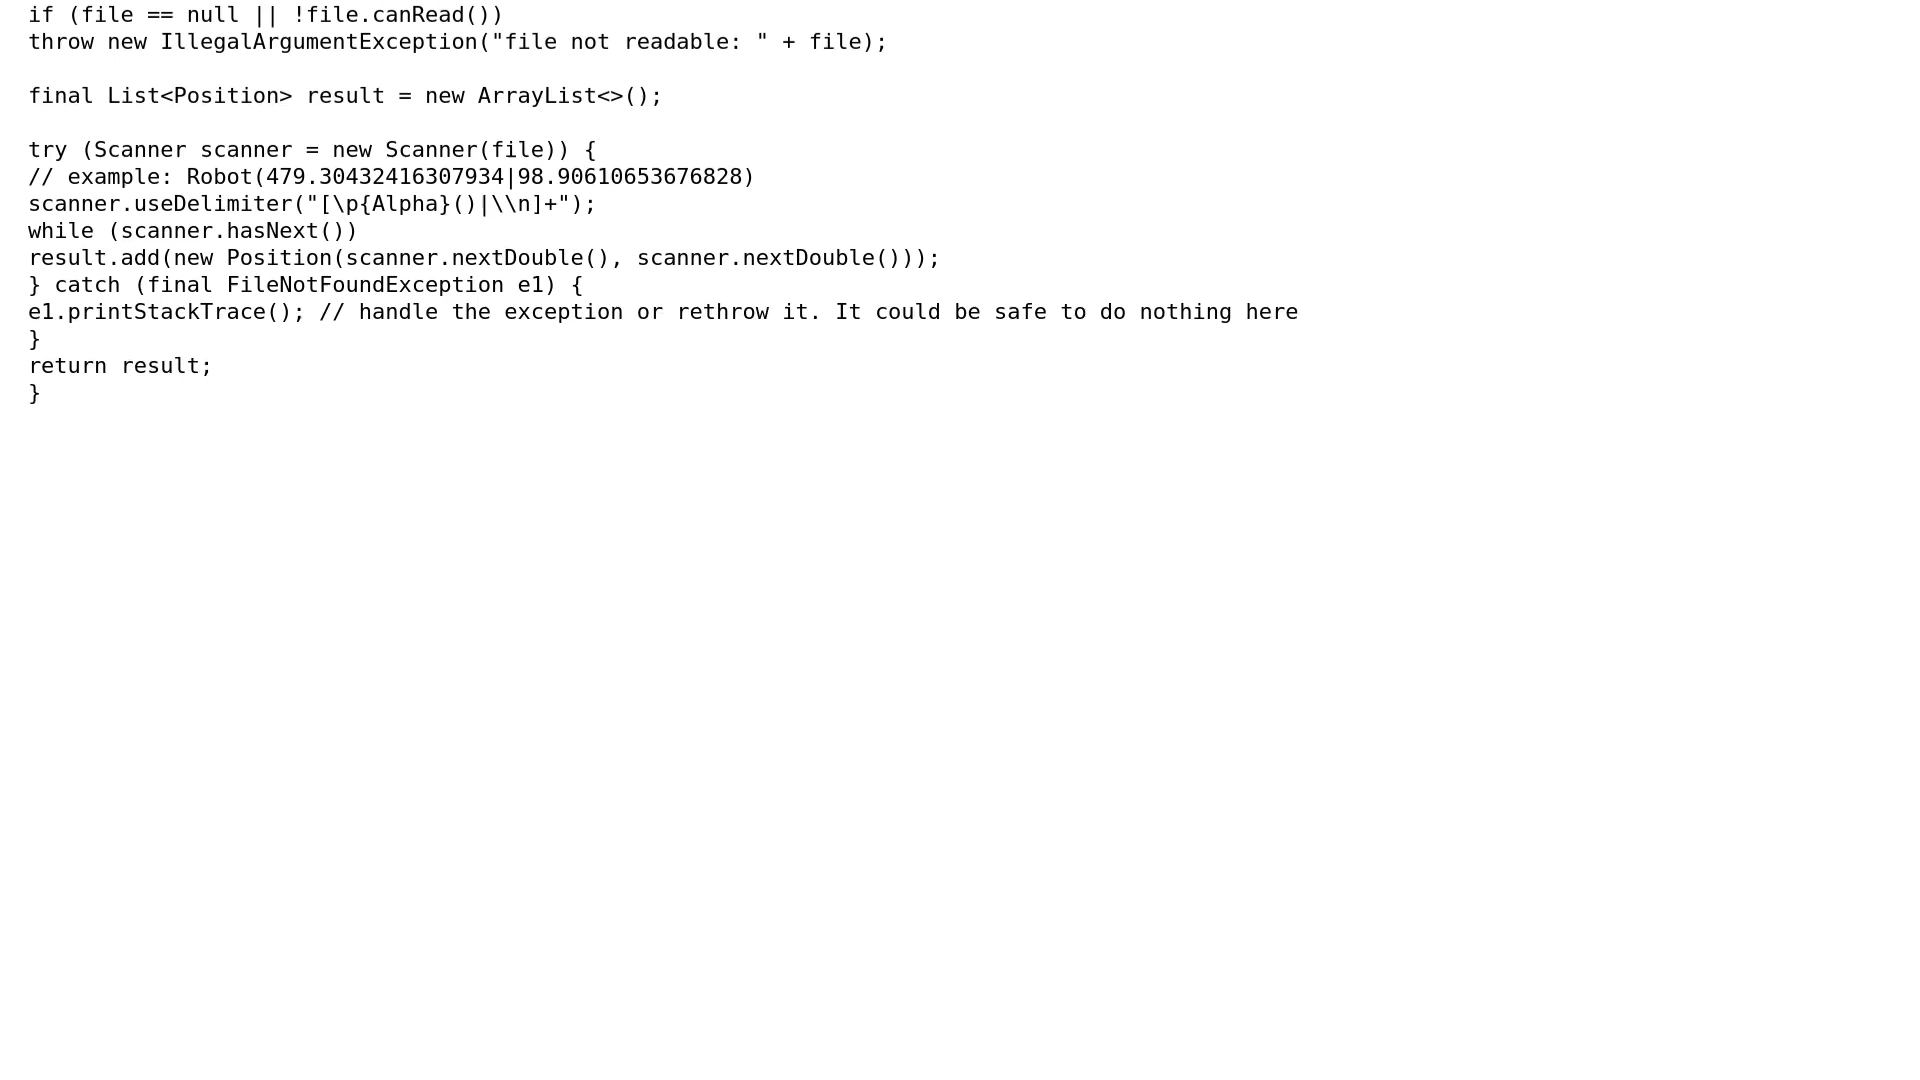 if (file == null || !file.canRead())
throw new IllegalArgumentException("file not readable: " + file);

final List<Position> result = new ArrayList<>();

try (Scanner scanner = new Scanner(file)) {
// example: Robot(479.30432416307934|98.90610653676828)
scanner.useDelimiter("[\p{Alpha}()|\\n]+");
while (scanner.hasNext())
result.add(new Position(scanner.nextDouble(), scanner.nextDouble()));
} catch (final FileNotFoundException e1) {
e1.printStackTrace(); // handle the exception or rethrow it. It could be safe to do nothing here
}
return result;
}